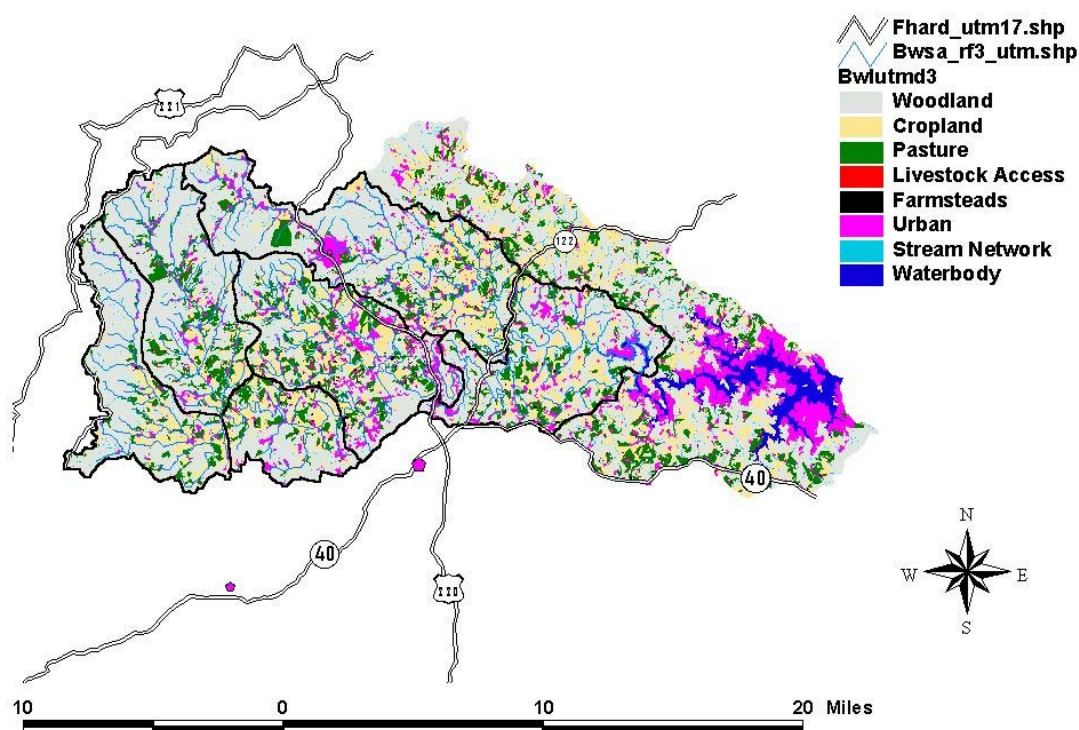 Fhard_utm17.shp
Bwsa_rf3_utm.shp
Bwlutmd3
Woodland
Cropland
Pasture
Livestock Access
Farmsteads
Urban
Stream Network
Waterbody
221
122
40
40
220
N
W E
S
10 0 10 20 Miles